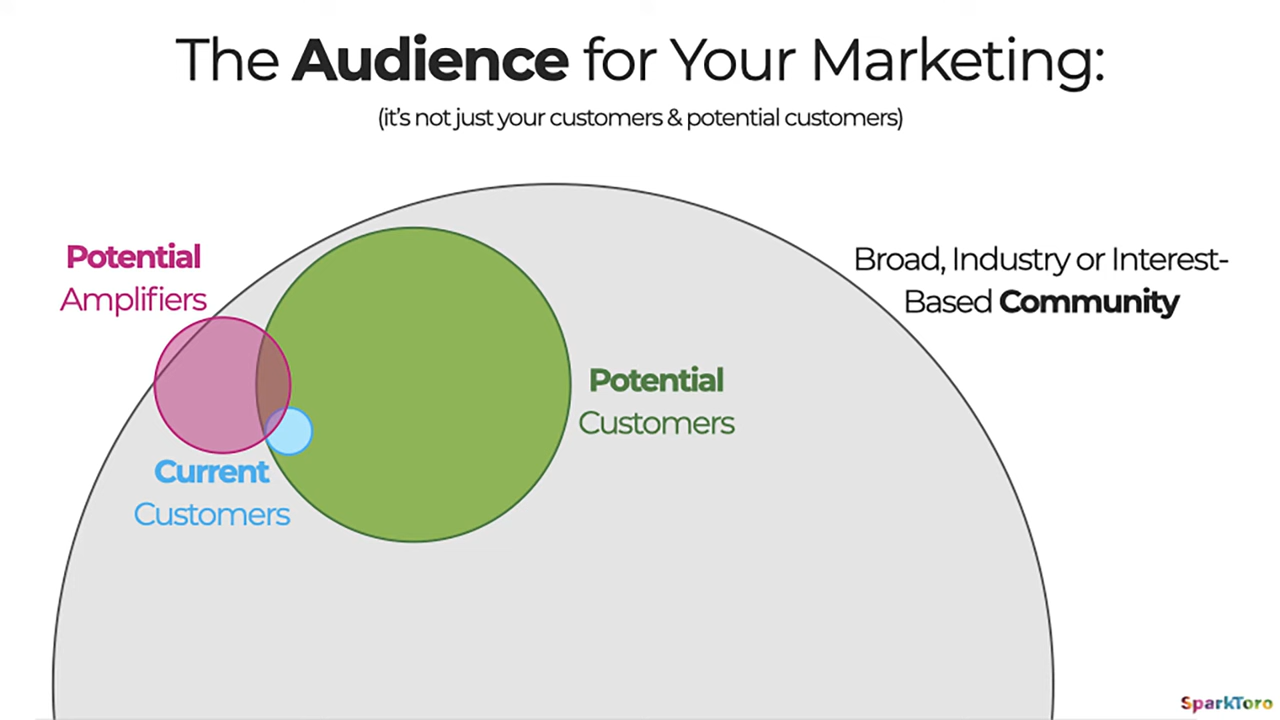 The Audience for Your Marketing:
(it's not just your customers & potential customers)
Potential
Amplifiers
Broad, Industry or Interest-
Based Community
Potential
Customers
Current
Customers
SparkToro